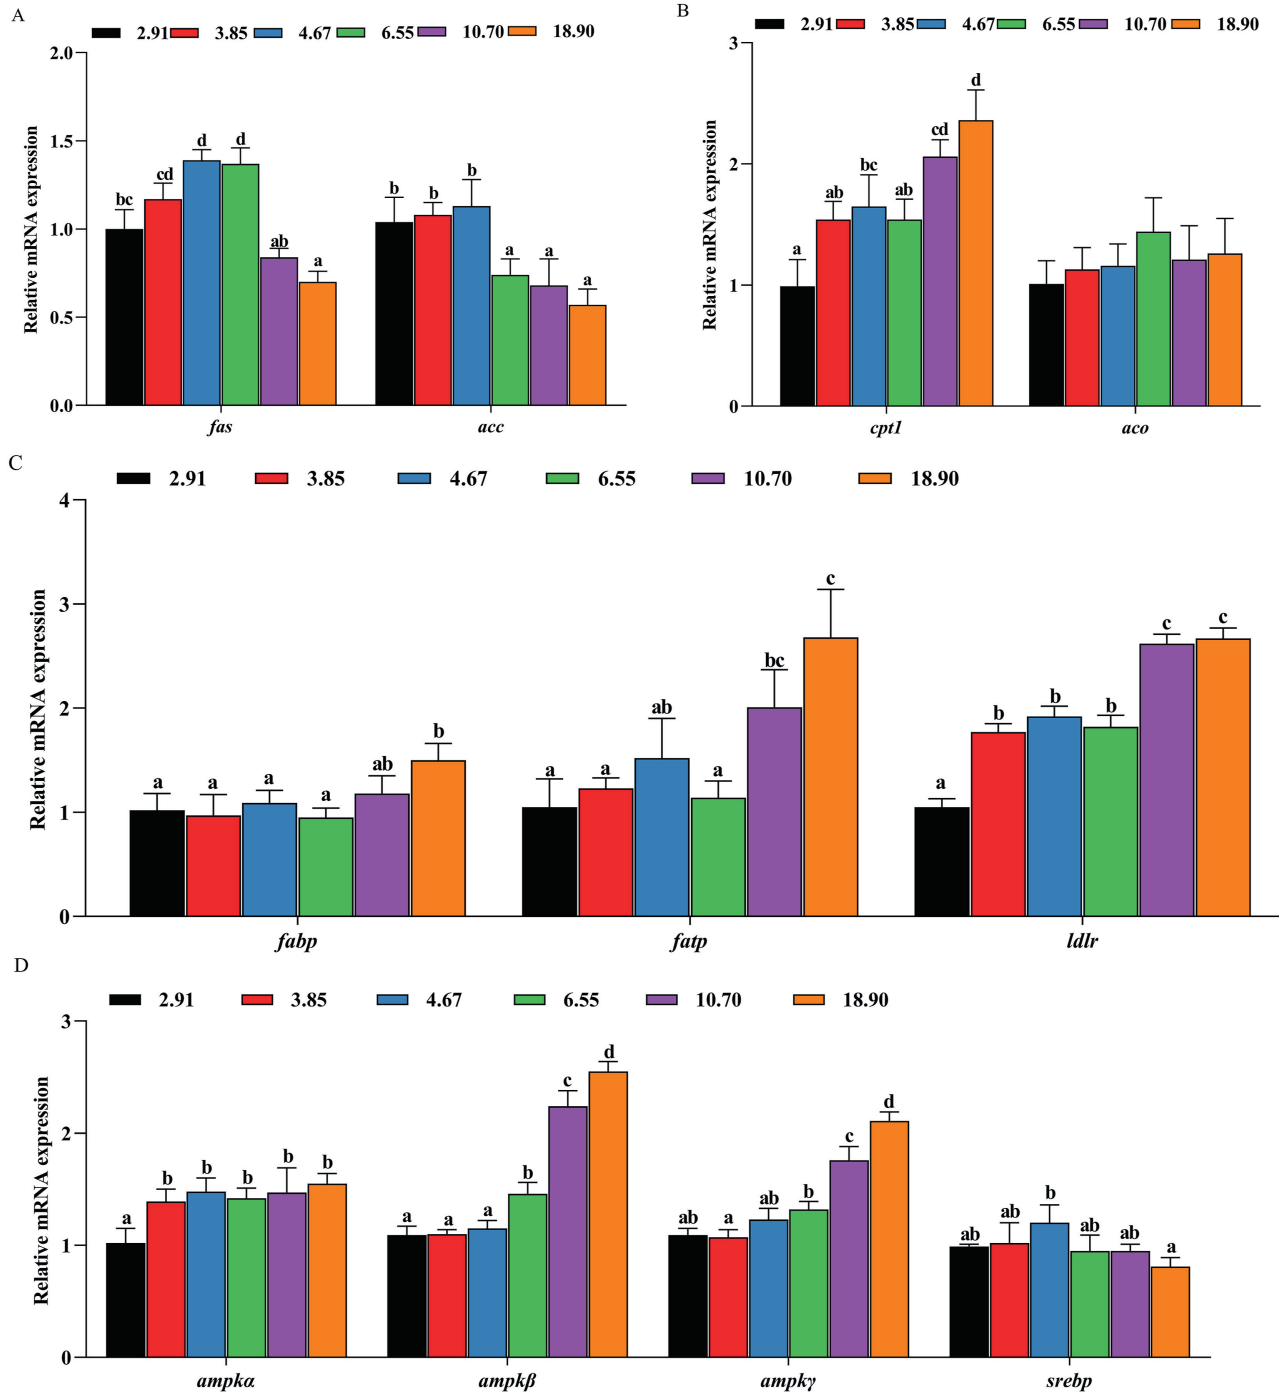 A
2.91 3.85 4.67 6.55 10.70 18.90
Relative mRNA expression
2.0
1.5
1.0
0.5
0.0
bc cd d d ab a
b b b a a a
fas acc
B
2.91 3.85 4.67 6.55 10.70 18.90
Relative mRNA expression
3
2
1
0
a ab bc ab cd d
cpt1 aco
C
2.91 3.85 4.67 6.55 10.70 18.90
Relative mRNA expression
4
3
2
1
0
a a a a ab b
a a ab a bc c
a b b b c c
fabp fatp ldlr
D
2.91 3.85 4.67 6.55 10.70 18.90
Relative mRNA expression
3
2
1
0
a b b b b b
a a a b c d
ab a ab b c d
ab ab b ab ab a
ampkα ampkβ ampkγ srebp